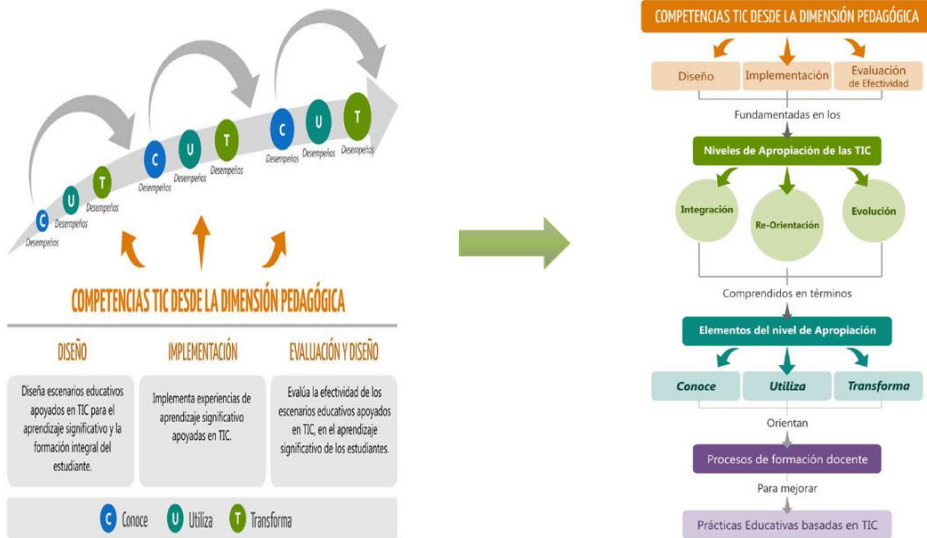 C
Desempeños
U
Desempeños
T
Desempeños
C
Desempeños
U
Desempeños
T
Desempeños
C
Desempeños
U
Desempeños
T
Desempeños
COMPETENCIAS TIC DESDE LA DIMENSIÓN PEDAGÓGICA
DISEÑO
Diseña escenarios educativos
apoyados en TIC para el
aprendizaje significativo y la
formación integral del
estudiante.
IMPLEMENTACIÓN
Implementa experiencias de
aprendizaje significativo
apoyadas en TIC.
EVALUACIÓN Y DISEÑO
Evalúa la efectividad de los
escenarios educativos apoyados
en TIC, en el aprendizaje
significativo de los estudiantes.
C Conoce U Utiliza T Transforma
COMPETENCIAS TIC DESDE LA DIMENSIÓN PEDAGÓGICA
Diseño
Implementación
Evaluación
de Efectividad
Fundamentadas en los
Niveles de Apropiación de las TIC
Integración
Re-Orientación
Evolución
Comprendidos en términos
Elementos del nivel de Apropiación
Conoce
Utiliza
Transforma
Orientan
Procesos de formación docente
Para mejorar
Prácticas Educativas basadas en TIC